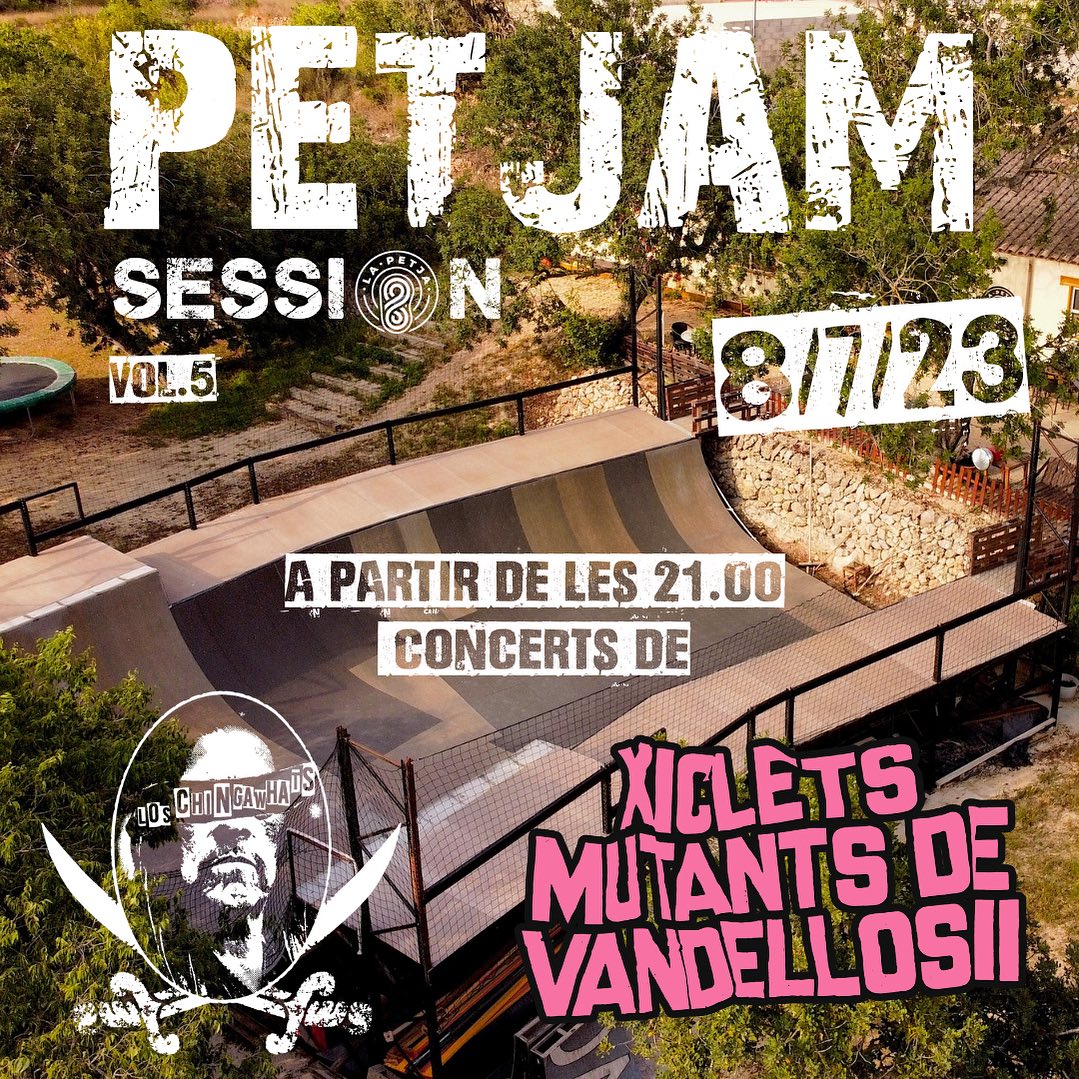 PETJAM
SESSION
LA·PETJA
VOL.5
8/7/23
A PARTIR DE LES 21.00
CONCERTS DE
LOS CHINGAWHATS
XICLETS
MUTANTS DE
VANDELLOSII